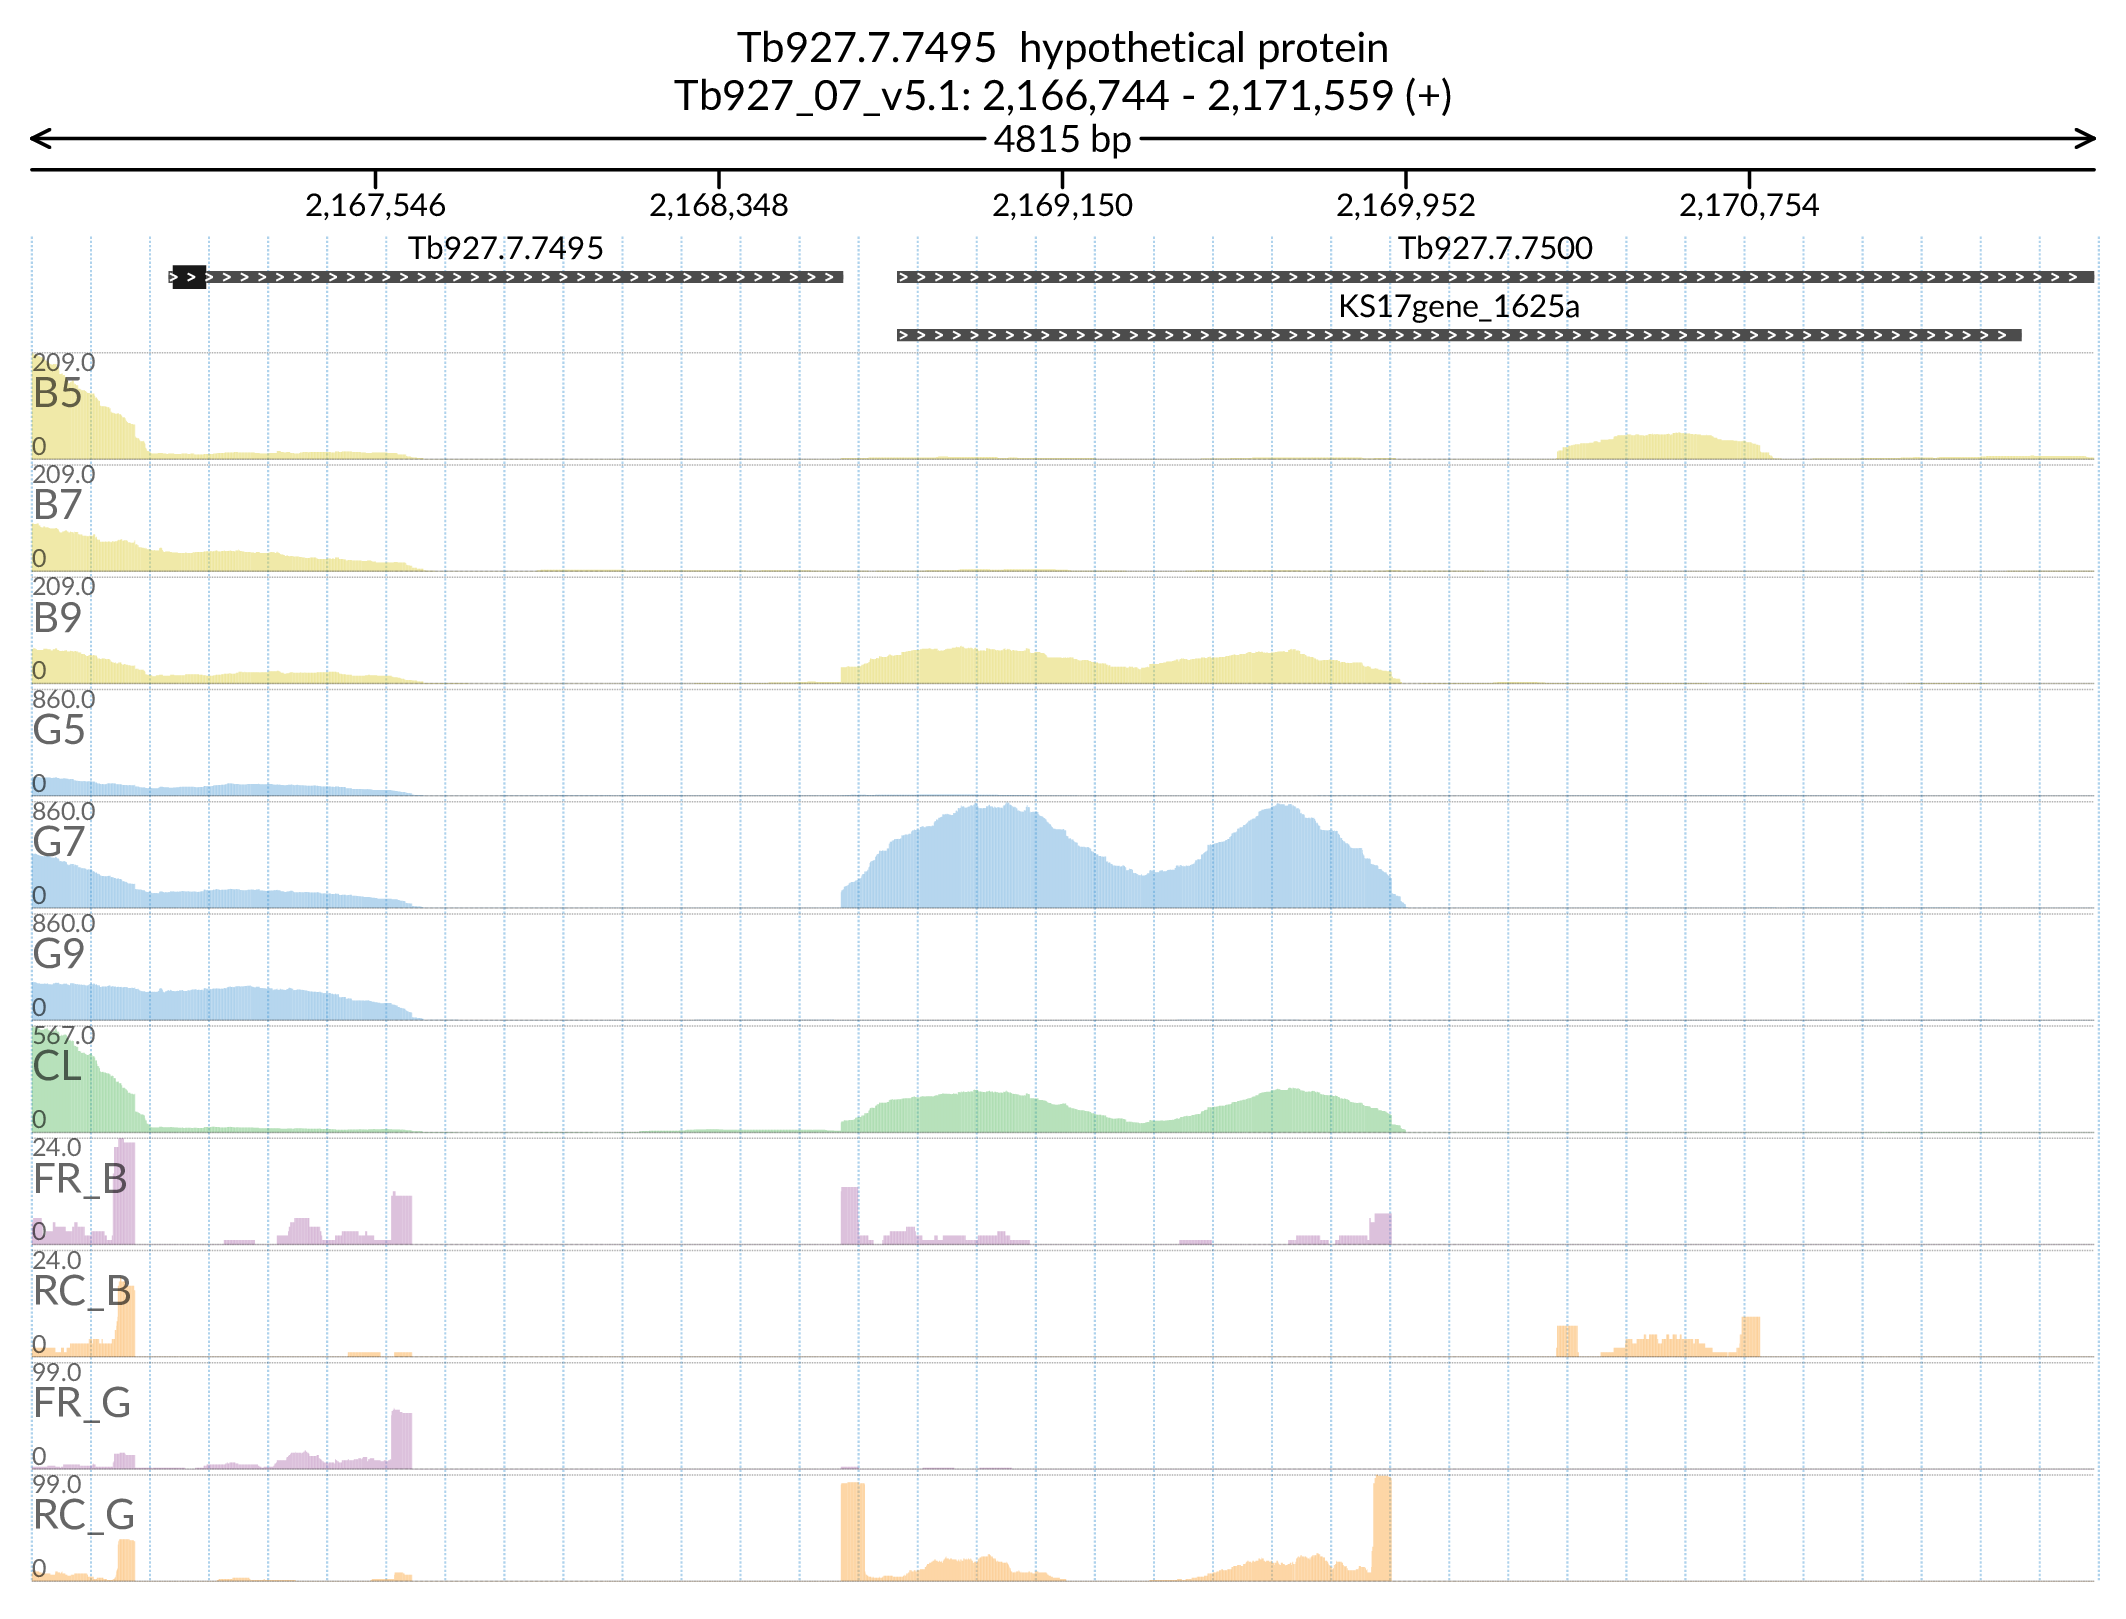 Tb927.7.7495  hypothetical protein
Tb927_07_v5.1: 2,166,744 - 2,171,559 (+)
4815 bp
2,167,546 2,168,348 2,169,150 2,169,952 2,170,754
Tb927.7.7495 Tb927.7.7500
KS17gene_1625a
209.0
B5
0
209.0
B7
0
209.0
B9
0
860.0
G5
0
860.0
G7
0
860.0
G9
0
567.0
CL
0
24.0
FR_B
0
24.0
RC_B
0
99.0
FR_G
0
99.0
RC_G
0